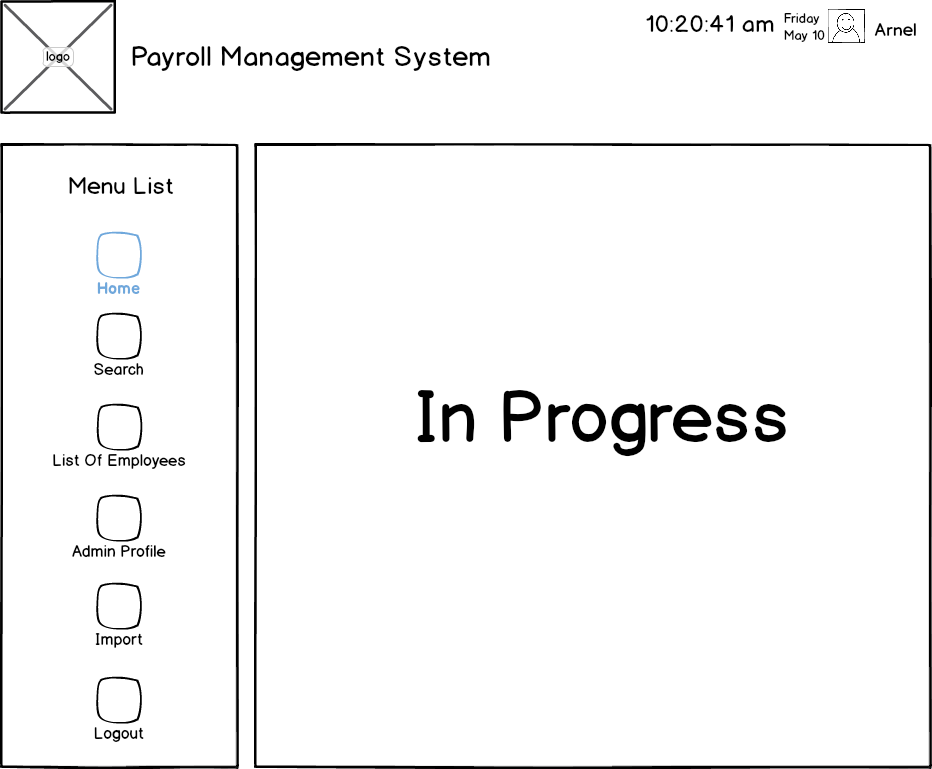 logo
Payroll Management System
10:20:41 am
Friday
May 10
Arnel
Menu List
Home
Search
List Of Employees
Admin Profile
Import
Logout
In Progress